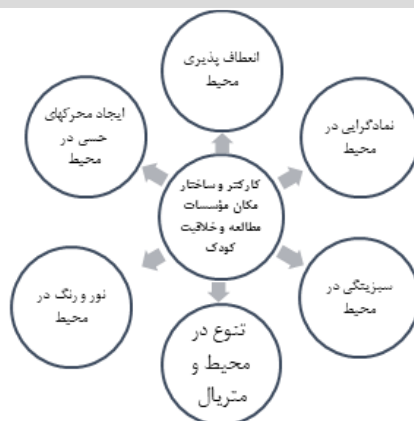 انعطاف پذیری
محیط
نمادگرایی در
محیط
سبزینگی در
محیط
تنوع در
محیط و
متریال
نور و رنگ در
محیط
ایجاد محرکهای
حسی در
محیط
کارکتر و ساختار
مکان مؤسسات
مطالعه و خلاقیت
کودک